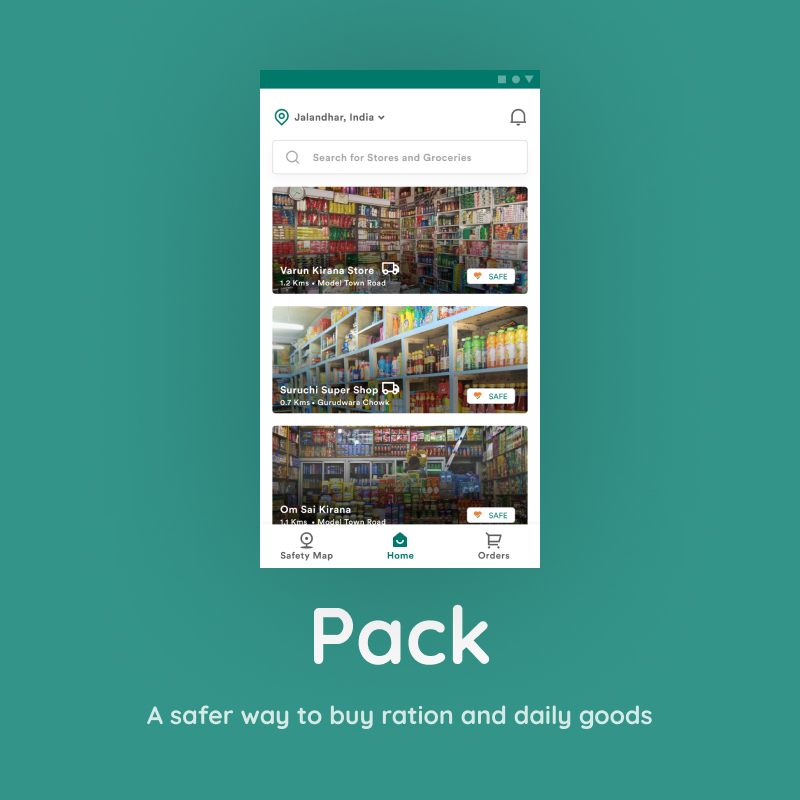 Jalandhar, India
Search for Stores and Groceries
Varun Kirana Store
1.2 Kms • Model Town Road
SAFE
Suruchi Super Shop
0.7 Kms • Gurudwara Chowk
SAFE
Om Sai Kirana
1.1 Kms • Model Town Road
SAFE
Safety Map
Home
Orders
Pack
A safer way to buy ration and daily goods